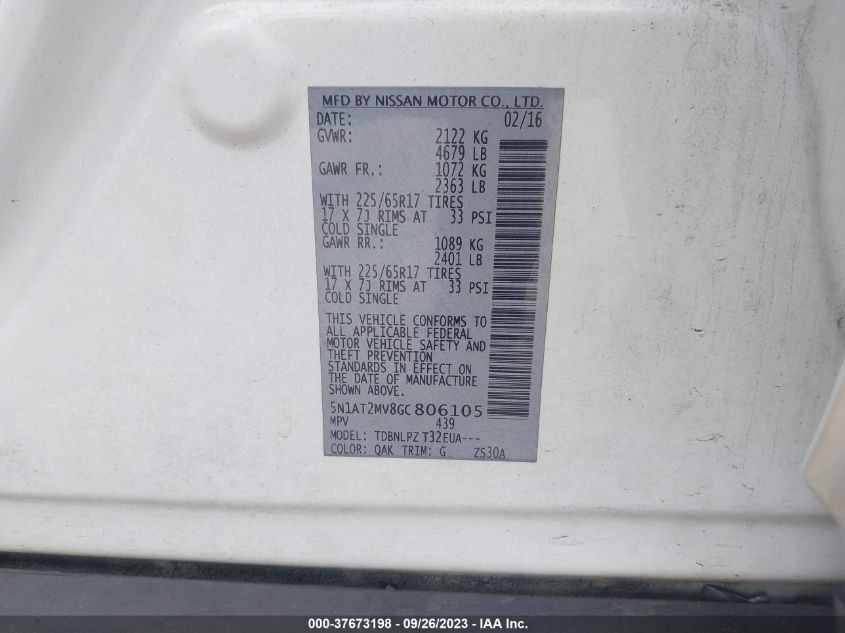 MFD BY NISSAN MOTOR CO., LTD.
DATE: 02/16
GVWR: 2122 KG
4679 LB
GAWR FR.: 1072 KG
2363 LB
WITH 225/65R17 TIRES
17 X 7J RIMS AT 33 PSI
COLD SINGLE
GAWR RR.: 1089 KG
2401 LB
WITH 225/65R17 TIRES
17 X 7J RIMS AT 33 PSI
COLD SINGLE
THIS VEHICLE CONFORMS TO
ALL APPLICABLE FEDERAL
MOTOR VEHICLE SAFETY AND
THEFT PREVENTION
STANDARDS IN EFFECT ON
THE DATE OF MANUFACTURE
SHOWN ABOVE.
5N1AT2MV8GC806105
MPV 439
MODEL: TDBNLPZ T32EUA---
COLOR: QAK TRIM: G ZS30A
000-37673198 - 09/26/2023 - IAAI.com.